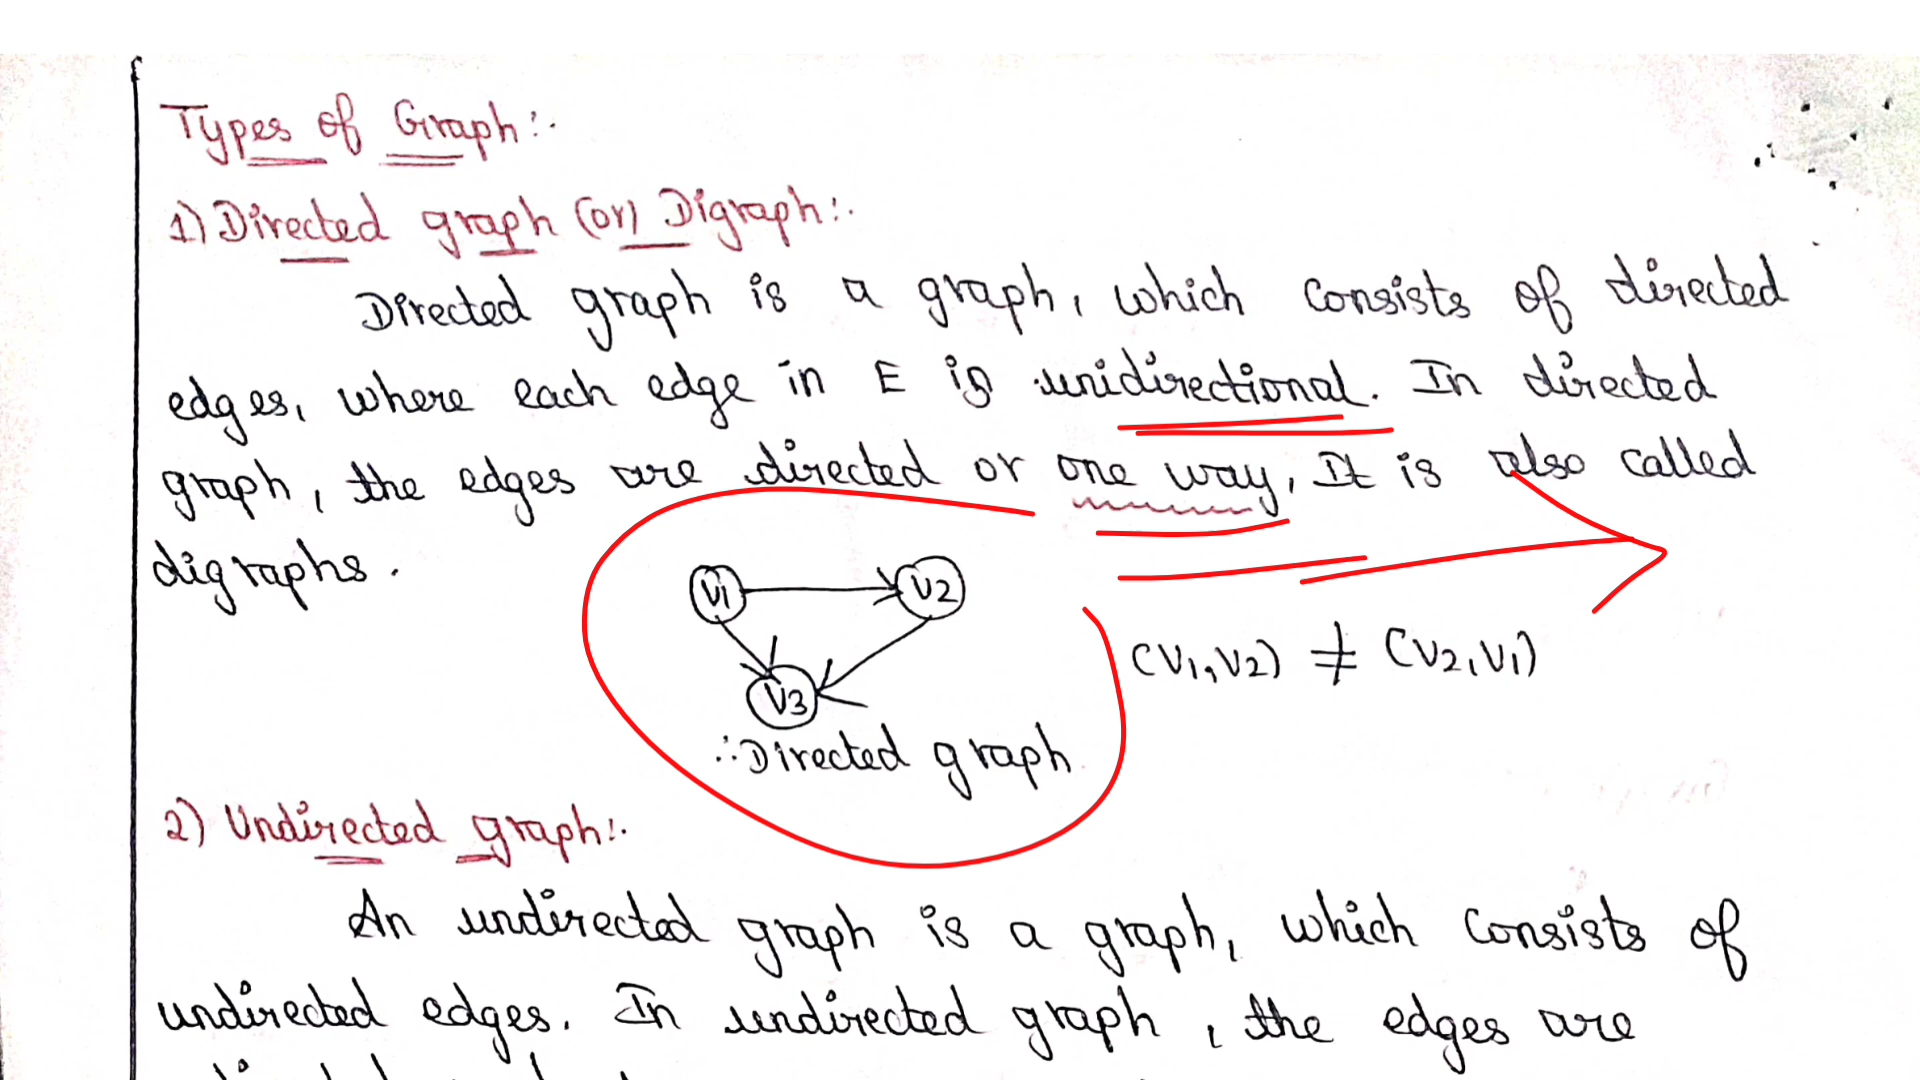 Types of Graph:-
1) Directed graph (or) Digraph:-
Directed graph is a graph, which consists of directed
edges, where each edge in E is unidirectional. In directed
graph, the edges are directed or one way, It is also called
digraphs.
V1 V2
V3
(V1,V2) ≠ (V2,V1)
∴Directed graph
2) Undirected graph:-
An undirected graph is a graph, which consists of
undirected edges. In undirected graph, the edges are